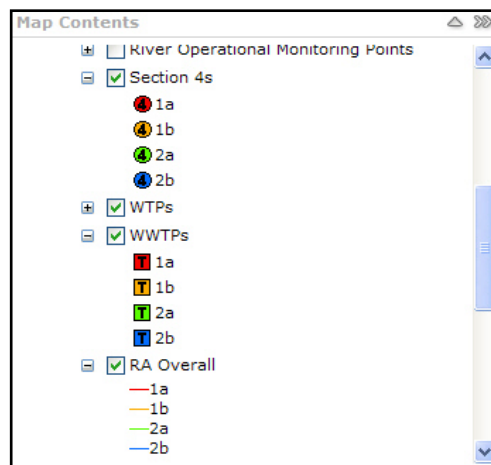 Map Contents
River Operational Monitoring Points
Section 4s
4 1a
4 1b
4 2a
4 2b
WTPs
WWTPs
T 1a
T 1b
T 2a
T 2b
RA Overall
1a
1b
2a
2b